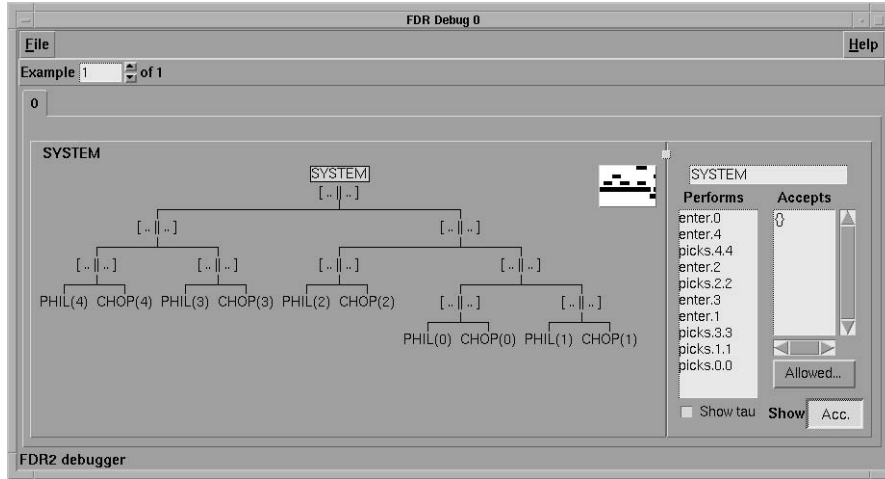 FDR Debug 0
File Help
Example 1 of 1
0
SYSTEM
SYSTEM
[ .. || .. ]
[ .. || .. ] [ .. || .. ]
[ .. || .. ] [ .. || .. ] [ .. || .. ] [ .. || .. ]
PHIL(4) CHOP(4) PHIL(3) CHOP(3) PHIL(2) CHOP(2) [ .. || .. ] [ .. || .. ]
PHIL(0) CHOP(0) PHIL(1) CHOP(1)
SYSTEM
Performs Accepts
enter.0 {}
enter.4
picks.4.4
enter.2
picks.2.2
enter.3
enter.1
picks.3.3
picks.1.1
picks.0.0
Allowed...
Show tau Show Acc.
FDR2 debugger